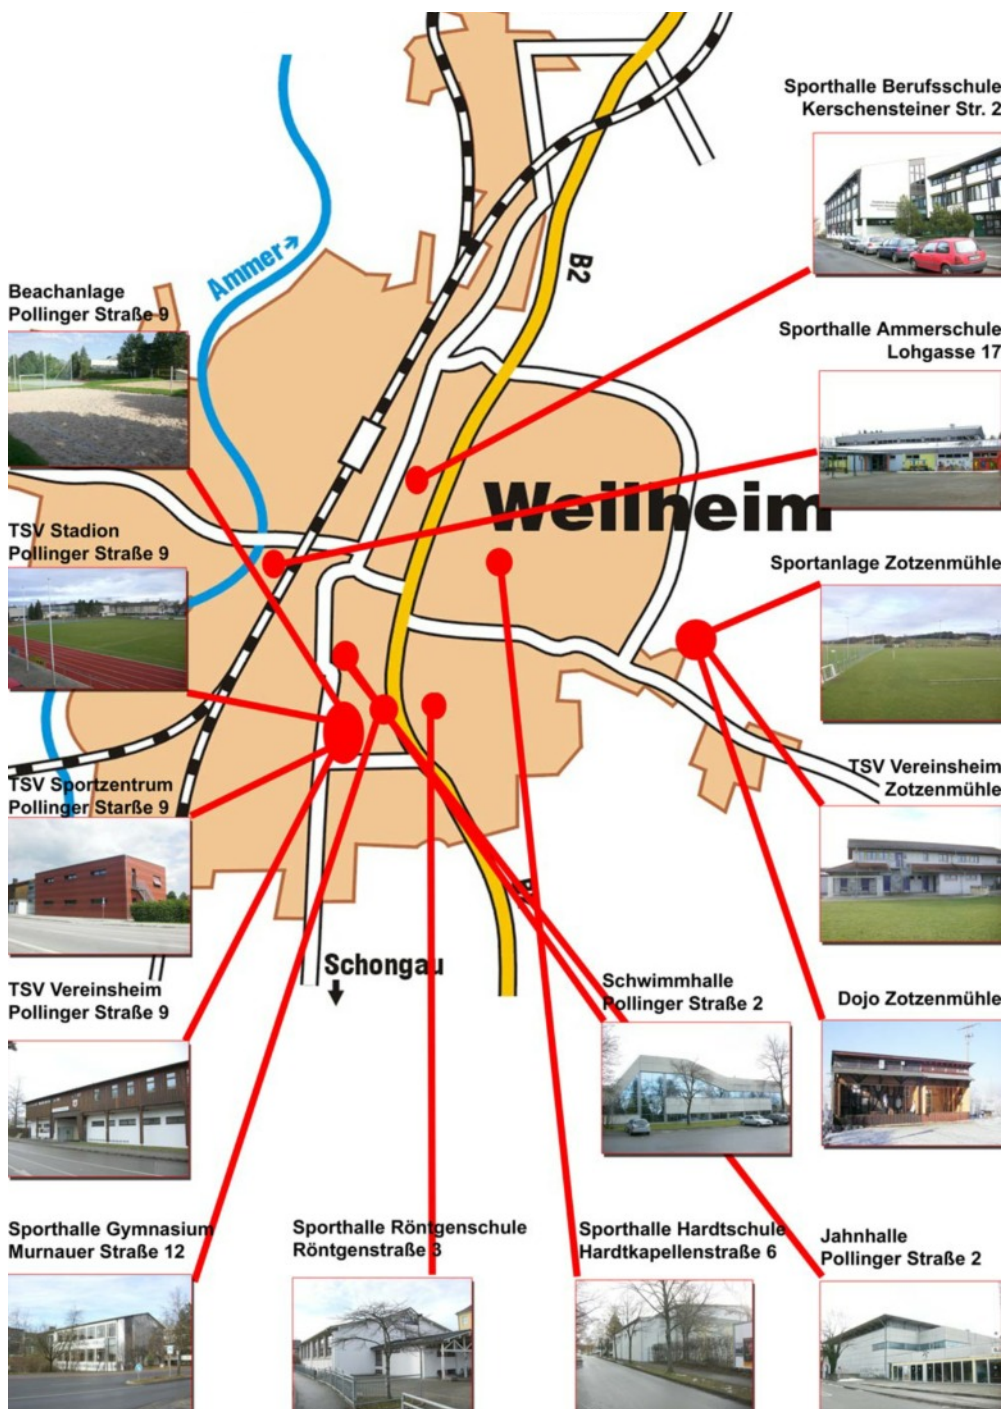 Sporthalle Berufsschule
Kerschensteiner Str. 2
Ammer
B2
Beachanlage
Pollinger Straße 9
Sporthalle Ammerschule
Lohgasse 17
Weilheim
TSV Stadion
Pollinger Straße 9
Sportanlage Zotzenmühle
TSV Vereinsheim
Zotzenmühle
TSV Sportzentrum
Pollinger Starße 9
Schongau
TSV Vereinsheim
Pollinger Straße 9
Schwimmhalle
Pollinger Straße 2
Dojo Zotzenmühle
Sporthalle Gymnasium
Murnauer Straße 12
Sporthalle Röntgenschule
Röntgenstraße 3
Sporthalle Hardtschule
Hardtkapellenstraße 6
Jahnhalle
Pollinger Straße 2